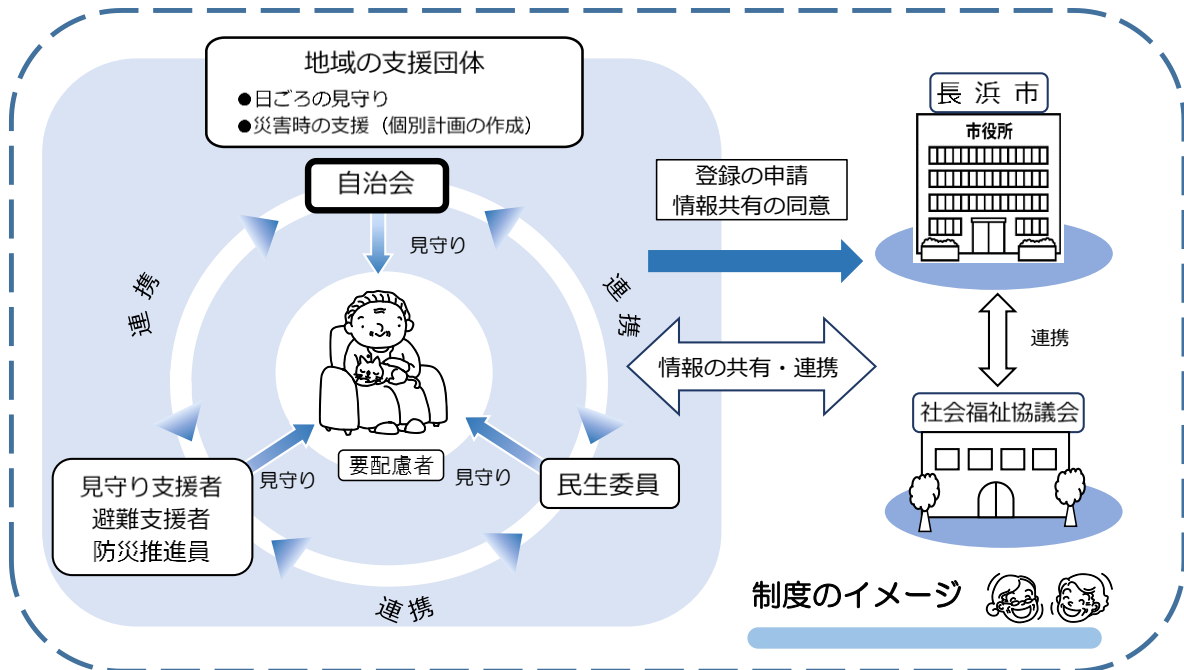 地域の支援団体
●日ごろの見守り
●災害時の支援（個別計画の作成）
自治会
見守り
連携
連携
見守り支援者
避難支援者
防災推進員
見守り
要配慮者
見守り
民生委員
連携
登録の申請
情報共有の同意
情報の共有・連携
長浜市
市役所
連携
社会福祉協議会
制度のイメージ